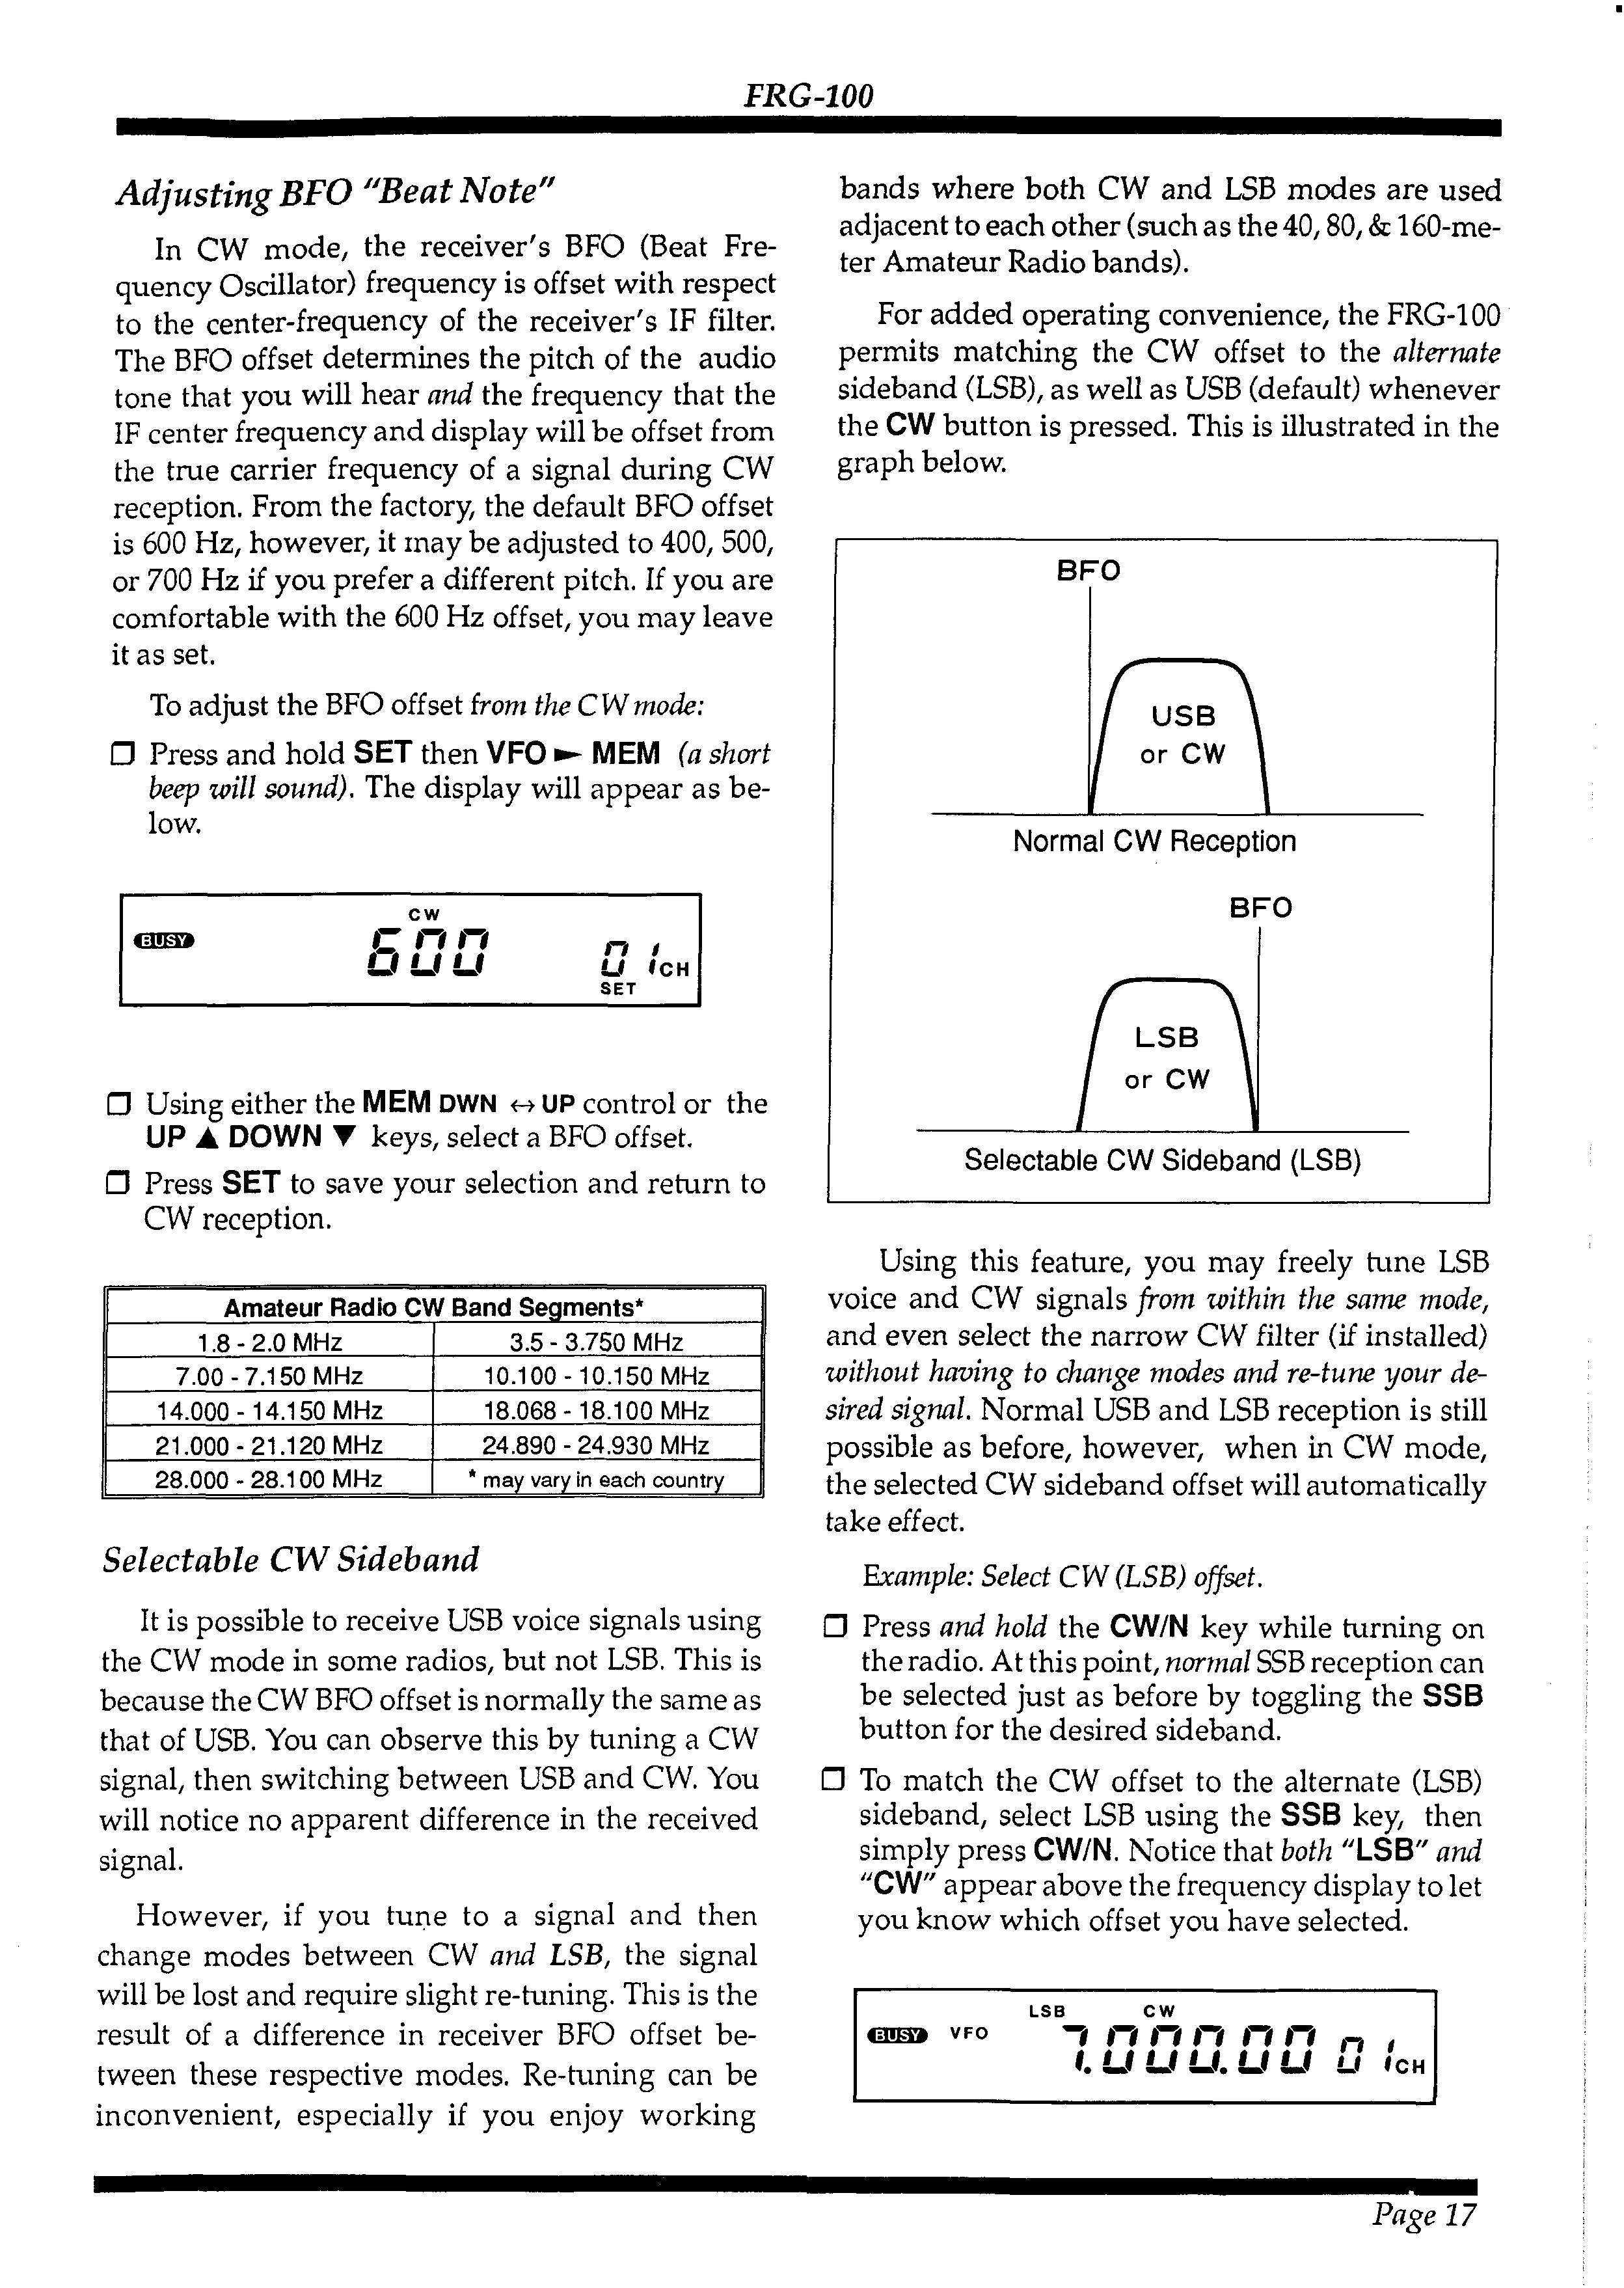 FRG-100
Adjusting BFO "Beat Note"
In CW mode, the receiver's BFO (Beat Fre-
quency Oscillator) frequency is offset with respect
to the center-frequency of the receiver's IF filter.
The BFO offset determines the pitch of the audio
tone that you will hear and the frequency that the
IF center frequency and display will be offset from
the true carrier frequency of a signal during CW
reception. From the factory, the default BFO offset
is 600 Hz, however, it may be adjusted to 400, 500,
or 700 Hz if you prefer a different pitch. If you are
comfortable with the 600 Hz offset, you may leave
it as set.
To adjust the BFO offset from the CW mode:
❒ Press and hold SET then VFO ► MEM (a short
beep will sound). The display will appear as be-
low.
CW
BUSY
600 01CH
SET
❒ Using either the MEM DWN ↔ UP control or the
UP ▲ DOWN ▼ keys, select a BFO offset.
❒ Press SET to save your selection and return to
CW reception.
Amateur Radio CW Band Segments*
1.8 - 2.0 MHz 3.5 - 3.750 MHz
7.00 - 7.150 MHz 10.100 - 10.150 MHz
14.000 - 14.150 MHz 18.068 - 18.100 MHz
21.000 - 21.120 MHz 24.890 - 24.930 MHz
28.000 - 28.100 MHz * may vary in each country
Selectable CW Sideband
It is possible to receive USB voice signals using
the CW mode in some radios, but not LSB. This is
because the CW BFO offset is normally the same as
that of USB. You can observe this by tuning a CW
signal, then switching between USB and CW. You
will notice no apparent difference in the received
signal.
However, if you tune to a signal and then
change modes between CW and LSB, the signal
will be lost and require slight re-tuning. This is the
result of a difference in receiver BFO offset be-
tween these respective modes. Re-tuning can be
inconvenient, especially if you enjoy working
bands where both CW and LSB modes are used
adjacent to each other (such as the 40, 80, & 160-me-
ter Amateur Radio bands).
For added operating convenience, the FRG-100
permits matching the CW offset to the alternate
sideband (LSB), as well as USB (default) whenever
the CW button is pressed. This is illustrated in the
graph below.
BFO
USB
or CW
Normal CW Reception
BFO
LSB
or CW
Selectable CW Sideband (LSB)
Using this feature, you may freely tune LSB
voice and CW signals from within the same mode,
and even select the narrow CW filter (if installed)
without having to change modes and re-tune your de-
sired signal. Normal USB and LSB reception is still
possible as before, however, when in CW mode,
the selected CW sideband offset will automatically
take effect.
Example: Select CW (LSB) offset.
❒ Press and hold the CW/N key while turning on
the radio. At this point, normal SSB reception can
be selected just as before by toggling the SSB
button for the desired sideband.
❒ To match the CW offset to the alternate (LSB)
sideband, select LSB using the SSB key, then
simply press CW/N. Notice that both "LSB" and
"CW" appear above the frequency display to let
you know which offset you have selected.
LSB CW
BUSY VFO
7.000.00 01CH
Page 17